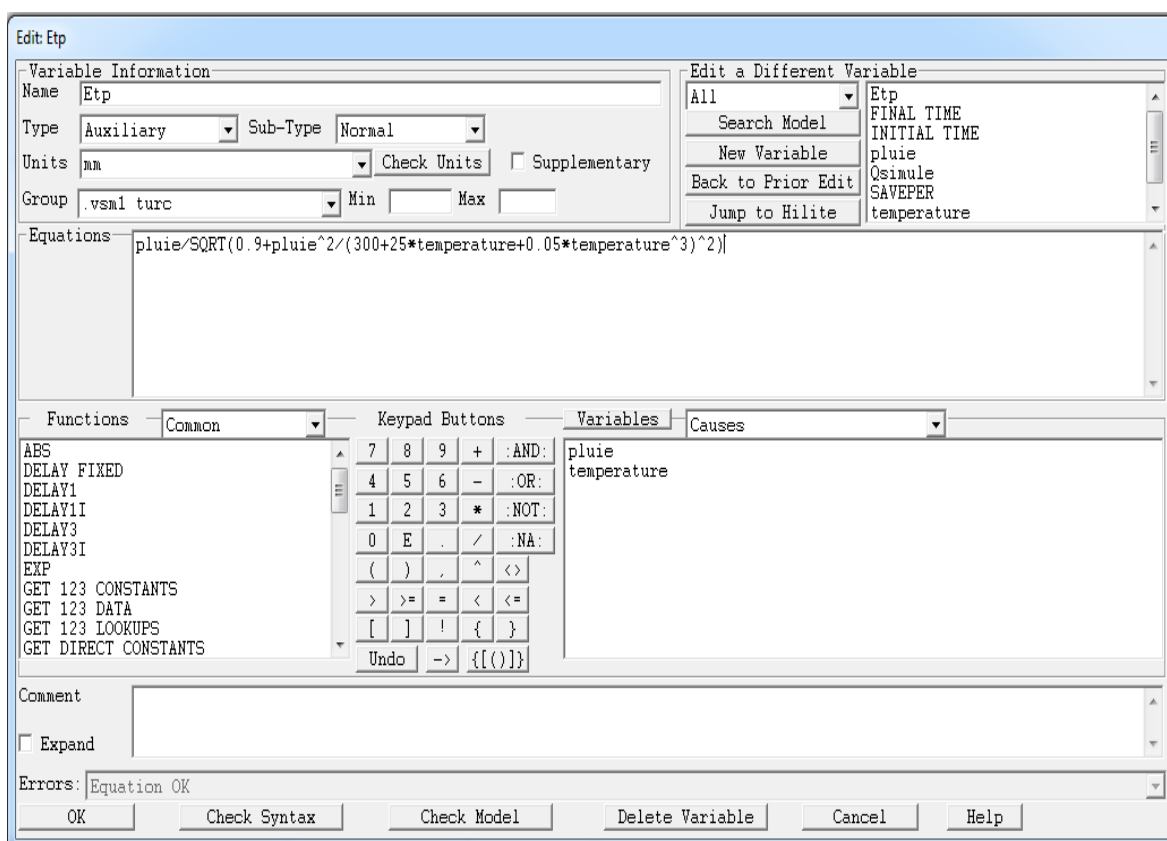 Edit: Etp
Variable Information
Name Etp
Type Auxiliary Sub-Type Normal
Units mm Check Units Supplementary
Group .vsm1 turc Min Max
Edit a Different Variable
All
Search Model
New Variable
Back to Prior Edit
Jump to Hilite
Etp
FINAL TIME
INITIAL TIME
pluie
Qsimule
SAVEPER
temperature
Equations
pluie/SQRT(0.9+pluie^2/(300+25*temperature+0.05*temperature^3)^2)
Functions Common
ABS
DELAY FIXED
DELAY1
DELAY1I
DELAY3
DELAY3I
EXP
GET 123 CONSTANTS
GET 123 DATA
GET 123 LOOKUPS
GET DIRECT CONSTANTS
Keypad Buttons
7 8 9 + :AND:
4 5 6 - :OR:
1 2 3 * :NOT:
0 E . / :NA:
( ) , ^ <>
> >= = < <=
[ ] ! { }
Undo -> {[()]}
Variables Causes
pluie
temperature
Comment
Expand
Errors: Equation OK
OK Check Syntax Check Model Delete Variable Cancel Help